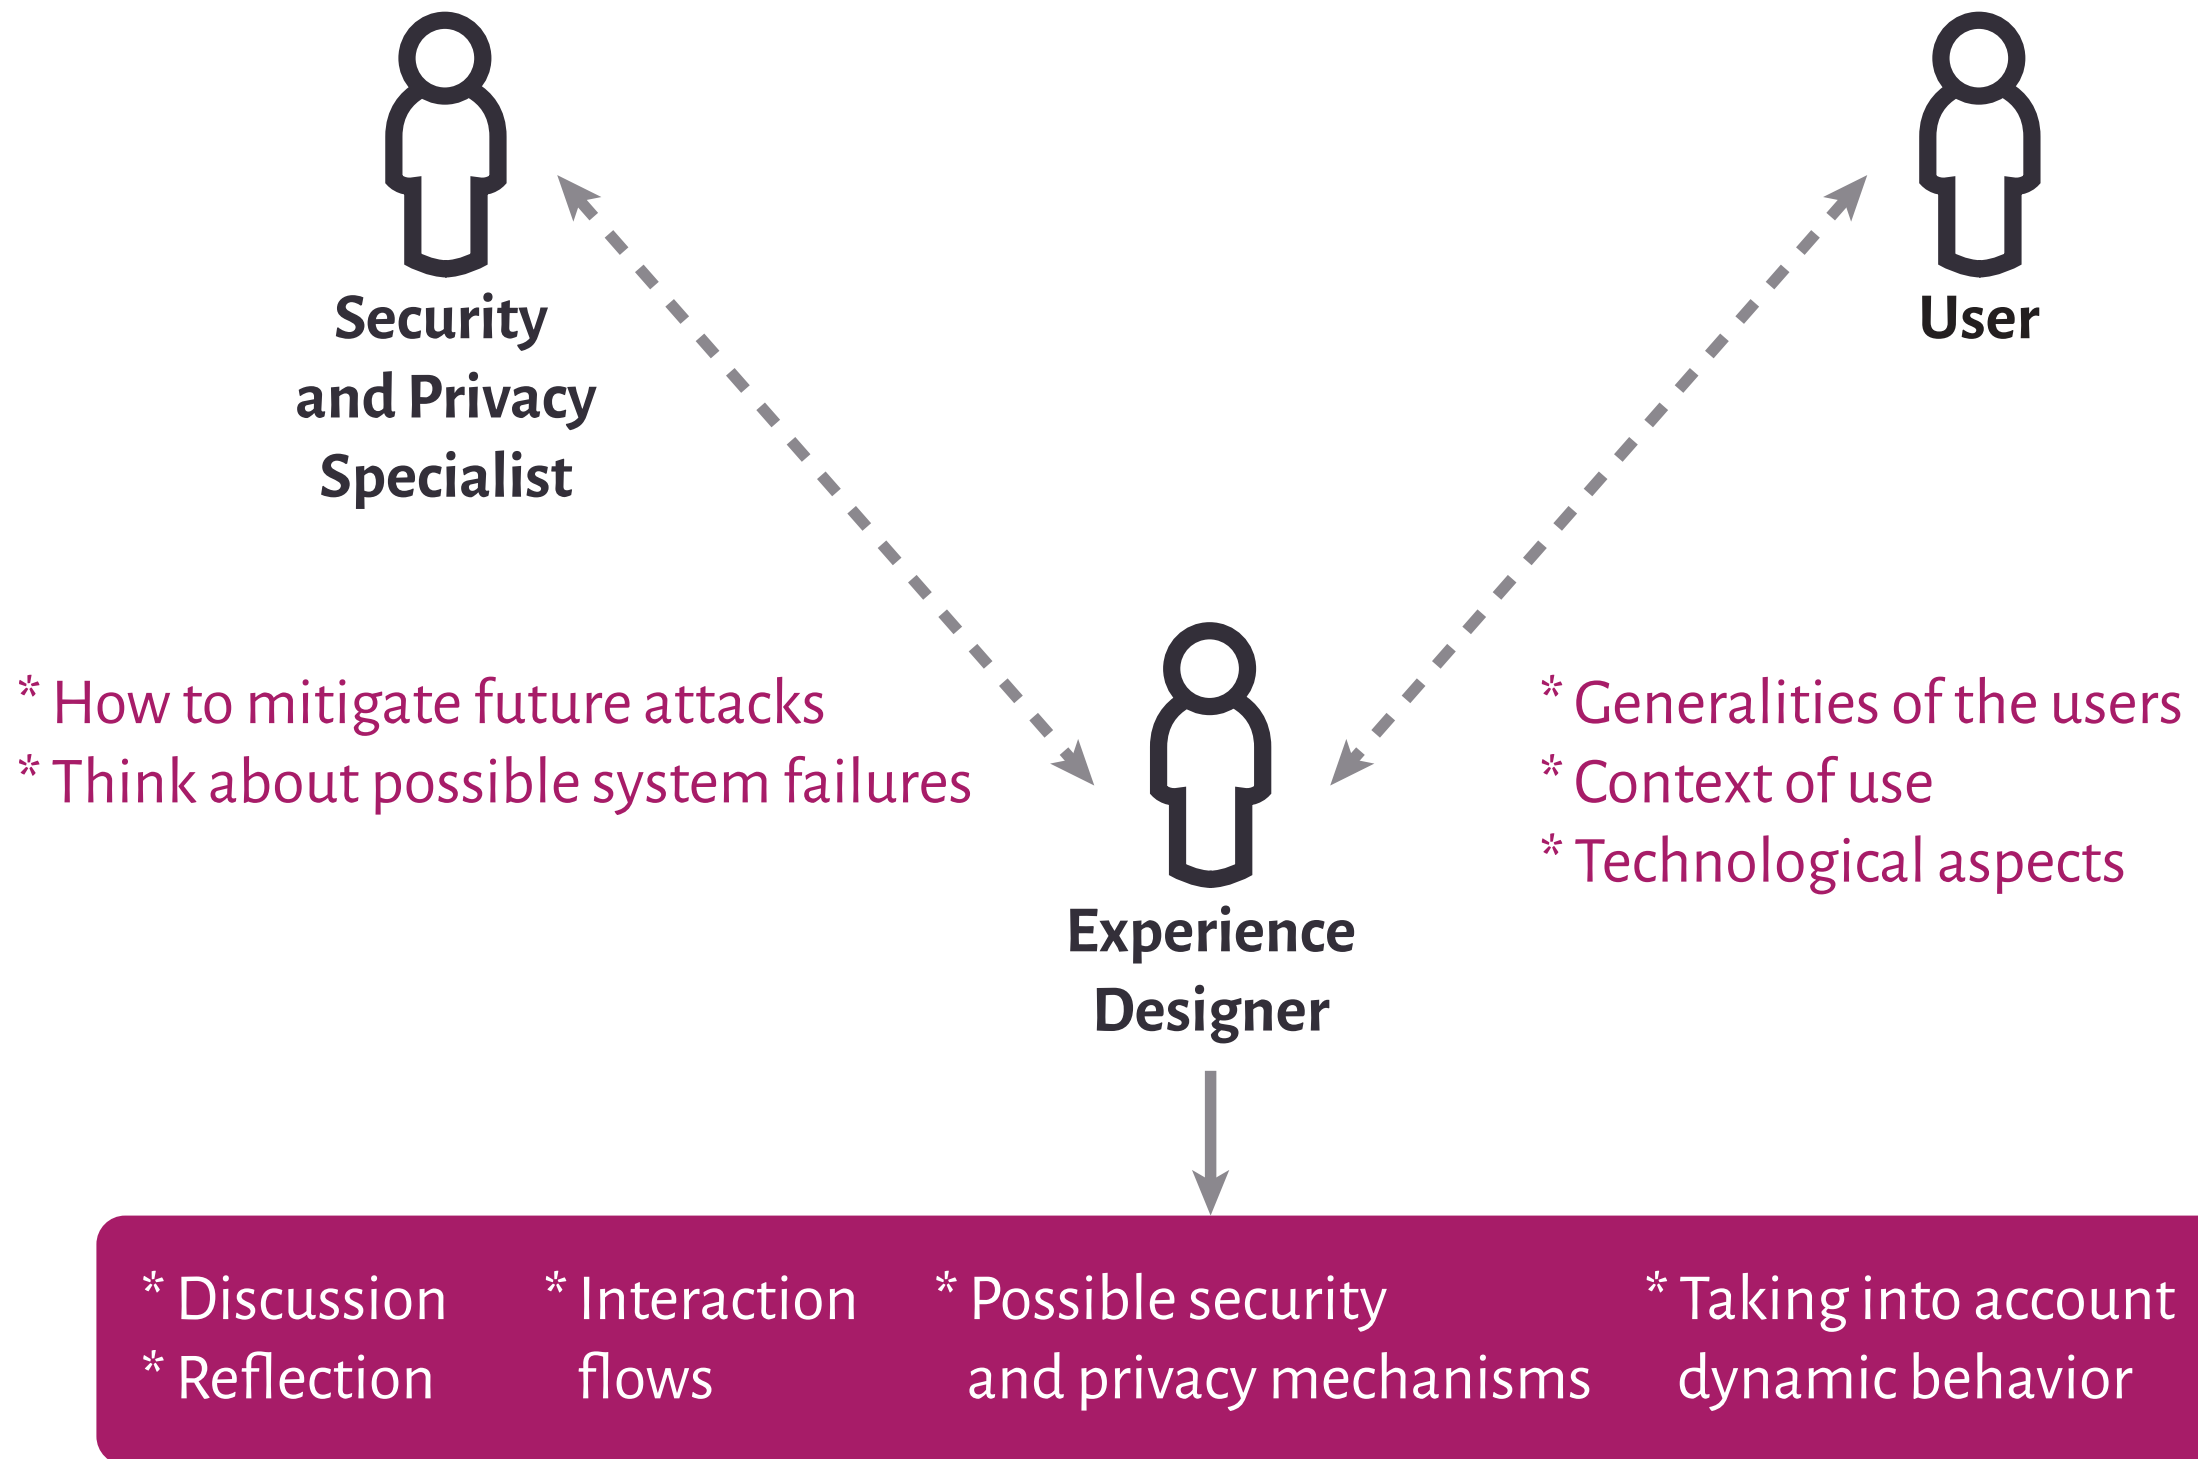 Security
and Privacy
Specialist
User
* How to mitigate future attacks
* Think about possible system failures
* Generalities of the users
* Context of use
* Technological aspects
Experience
Designer
* Discussion
* Reflection
* Interaction
flows
* Possible security
and privacy mechanisms
* Taking into account
dynamic behavior